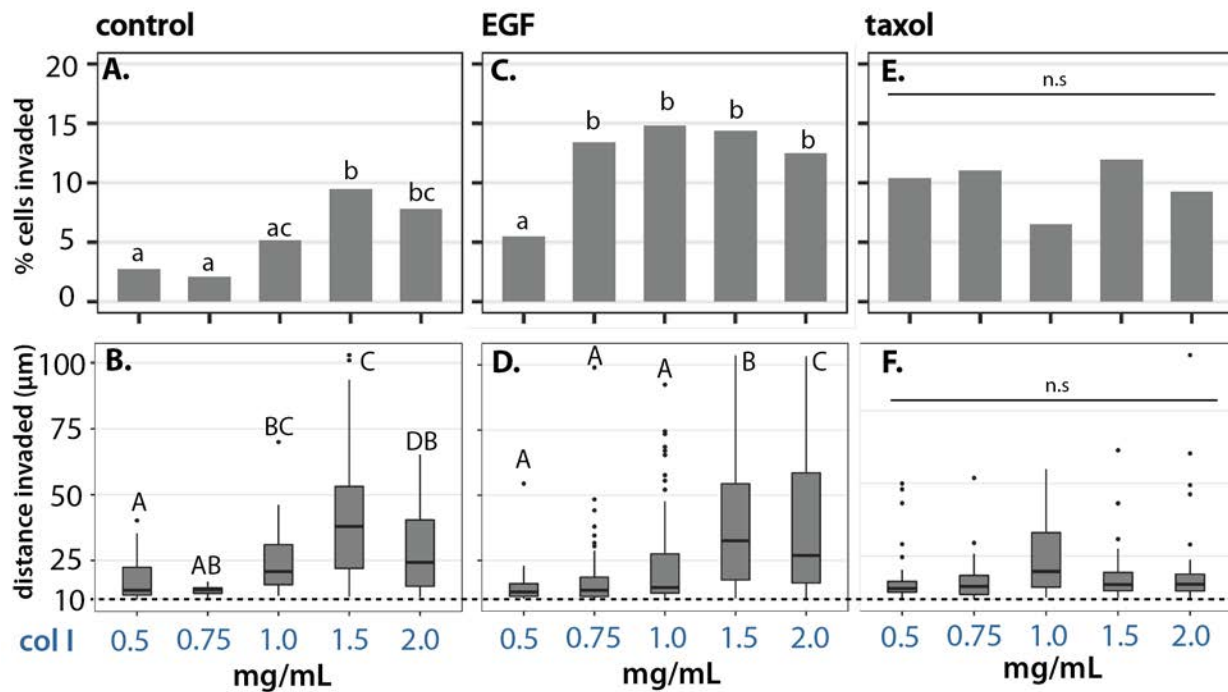 control
EGF
taxol
% cells invaded
20
15
10
5
0
A.
a
a
ac
b
bc
C.
a
b
b
b
b
E.
n.s
distance invaded (μm)
100
75
50
25
10
B.
A
AB
BC
C
DB
D.
A
A
A
B
C
F.
n.s
col I 0.5 0.75 1.0 1.5 2.0 0.5 0.75 1.0 1.5 2.0 0.5 0.75 1.0 1.5 2.0
mg/mL mg/mL mg/mL